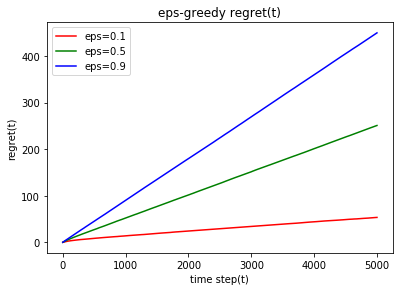 eps-greedy regret(t)
eps=0.1
eps=0.5
eps=0.9
400
300
200
100
0
regret(t)
0 1000 2000 3000 4000 5000
time step(t)